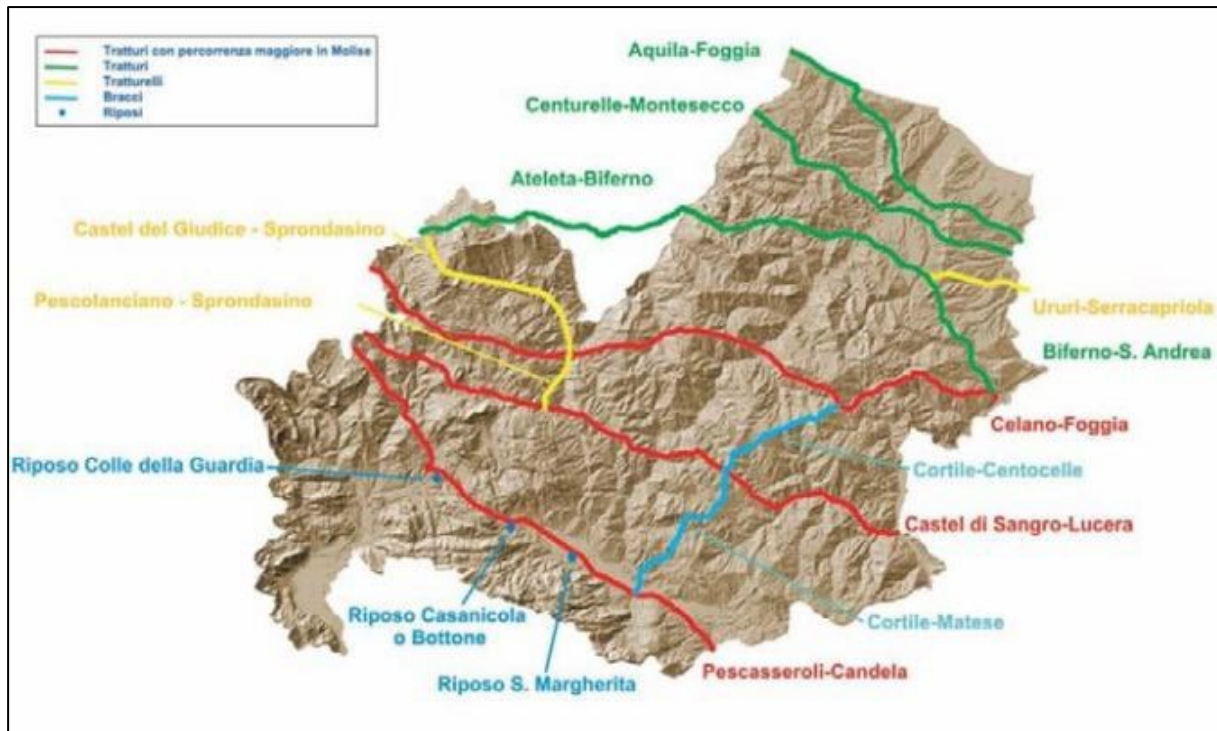 Tratturi con percorrenza maggiore in Molise
Tratturi
Tratturelli
Bracci
Riposi
Aquila-Foggia
Centurelle-Montesecco
Ateleta-Biferno
Castel del Giudice - Sprondasino
Pescolanciano - Sprondasino
Ururi-Serracapriola
Biferno-S. Andrea
Celano-Foggia
Riposo Colle della Guardia
Cortile-Centocelle
Castel di Sangro-Lucera
Riposo Casanicola
o Bottone
Cortile-Matese
Riposo S. Margherita
Pescasseroli-Candela